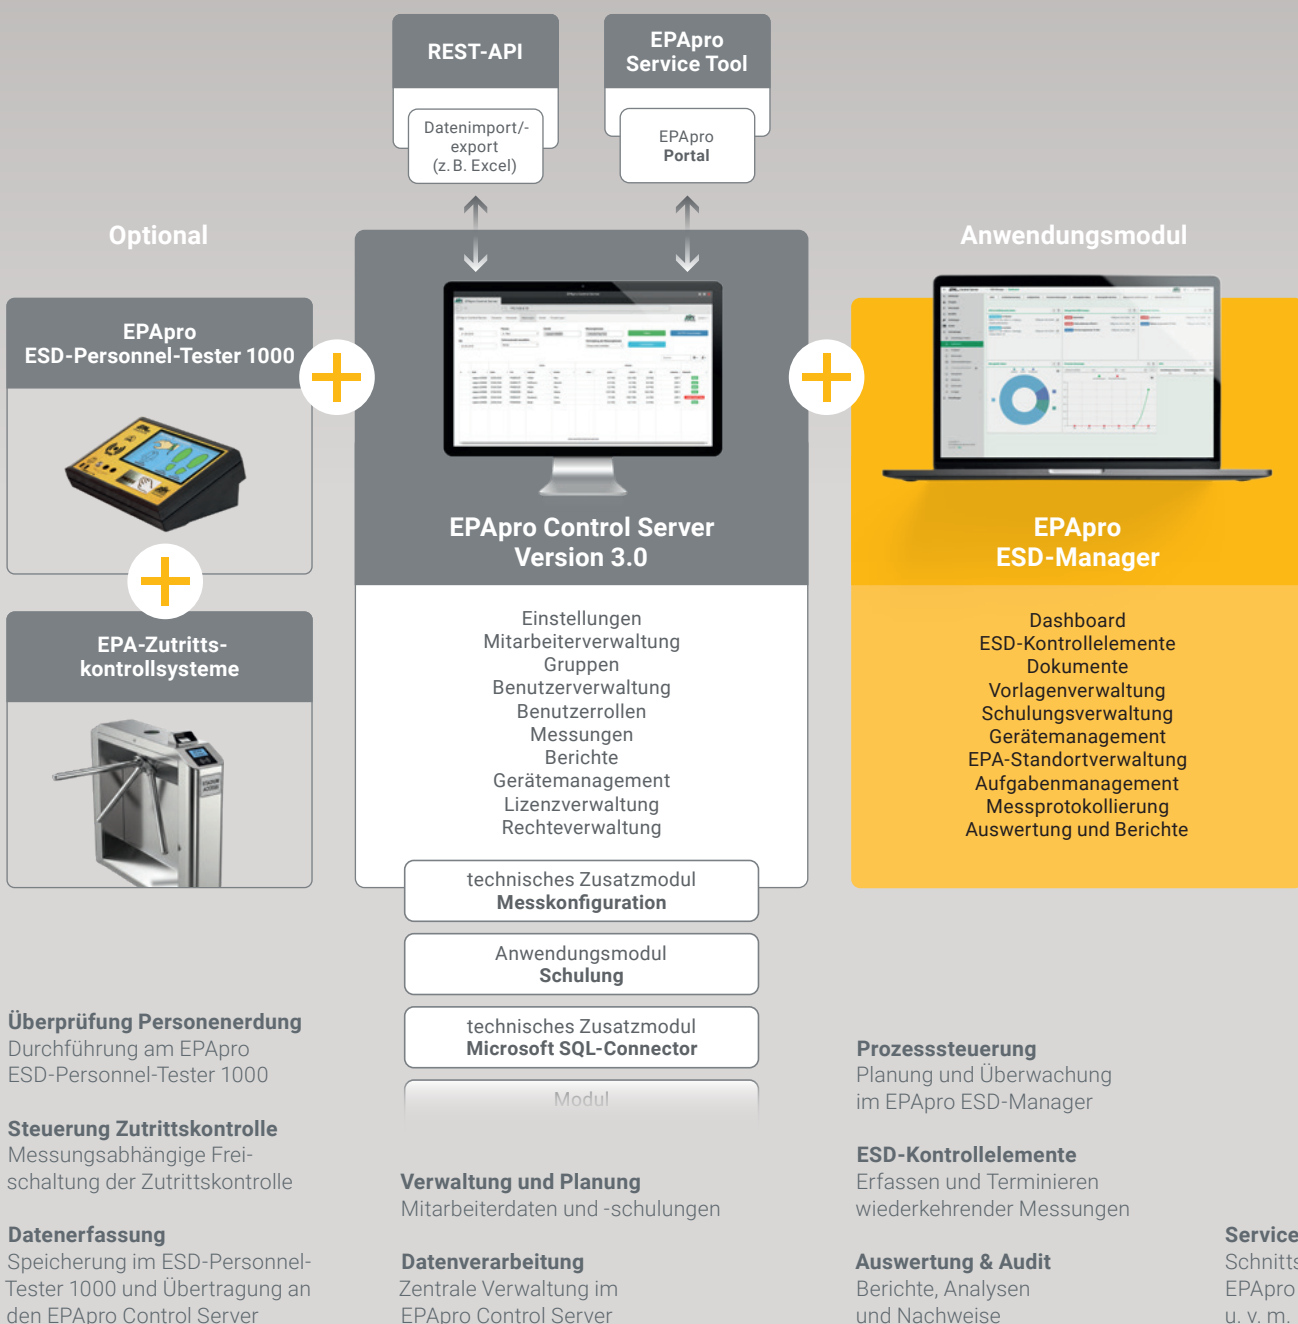 REST-API
Datenimport/-
export
(z. B. Excel)
EPApro
Service Tool
EPApro
Portal
Optional
EPApro
ESD-Personnel-Tester 1000
EPA-Zutritts-
kontrollsysteme
EPApro Control Server
Version 3.0
Einstellungen
Mitarbeiterverwaltung
Gruppen
Benutzerverwaltung
Benutzerrollen
Messungen
Berichte
Gerätemanagement
Lizenzverwaltung
Rechteverwaltung
technisches Zusatzmodul
Messkonfiguration
Anwendungsmodul
Schulung
technisches Zusatzmodul
Microsoft SQL-Connector
Modul
Anwendungsmodul
EPApro
ESD-Manager
Dashboard
ESD-Kontrollelemente
Dokumente
Vorlagenverwaltung
Schulungsverwaltung
Gerätemanagement
EPA-Standortverwaltung
Aufgabenmanagement
Messprotokollierung
Auswertung und Berichte
Überprüfung Personenerdung
Durchführung am EPApro
ESD-Personnel-Tester 1000
Steuerung Zutrittskontrolle
Messungsabhängige Frei-
schaltung der Zutrittskontrolle
Datenerfassung
Speicherung im ESD-Personnel-
Tester 1000 und Übertragung an
den EPApro Control Server
Verwaltung und Planung
Mitarbeiterdaten und -schulungen
Datenverarbeitung
Zentrale Verwaltung im
EPApro Control Server
Prozesssteuerung
Planung und Überwachung
im EPApro ESD-Manager
ESD-Kontrollelemente
Erfassen und Terminieren
wiederkehrender Messungen
Auswertung & Audit
Berichte, Analysen
und Nachweise
Service
Schnitts
EPApro
u. v. m.